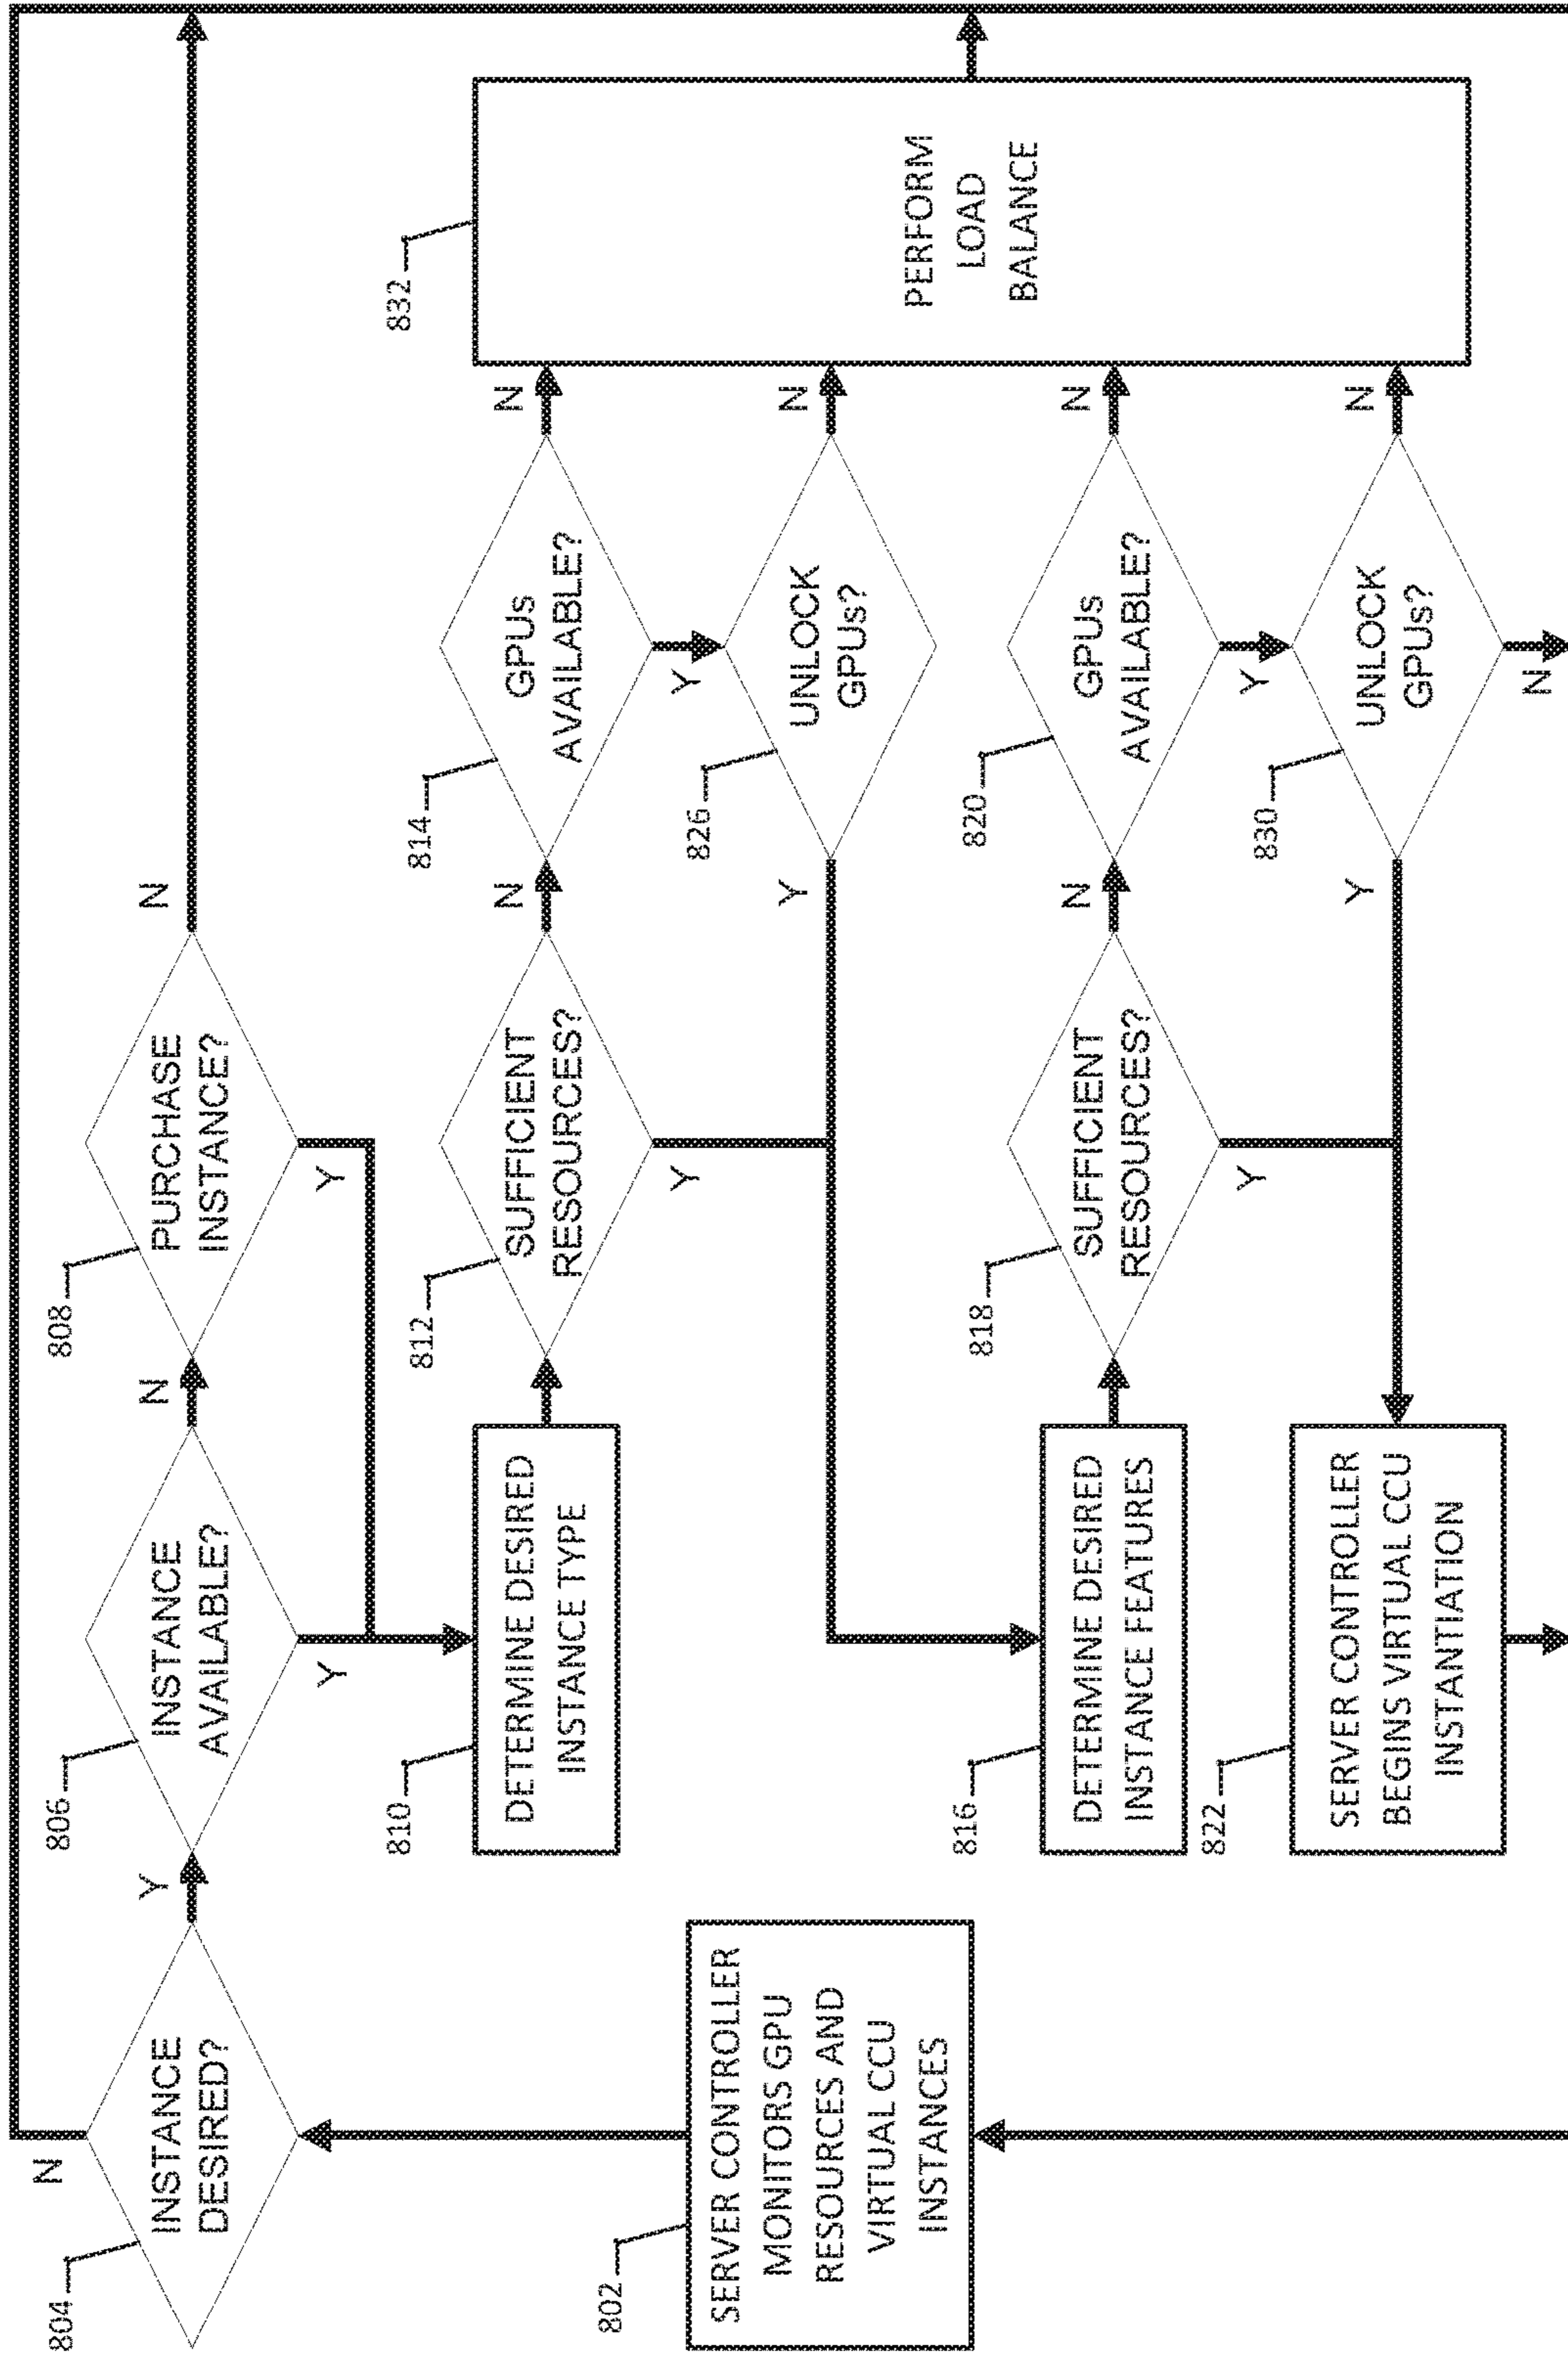 N
804
INSTANCE
DESIRED?
Y
806
INSTANCE
AVAILABLE?
N
Y
808
PURCHASE
INSTANCE?
N
Y
802
SERVER CONTROLLER
MONITORS GPU
RESOURCES AND
VIRTUAL CCU
INSTANCES
810
DETERMINE DESIRED
INSTANCE TYPE
812
SUFFICIENT
RESOURCES?
N
Y
814
GPUs
AVAILABLE?
N
Y
826
UNLOCK
GPUs?
N
Y
832
PERFORM
LOAD
BALANCE
816
DETERMINE DESIRED
INSTANCE FEATURES
818
SUFFICIENT
RESOURCES?
N
Y
820
GPUs
AVAILABLE?
N
Y
822
SERVER CONTROLLER
BEGINS VIRTUAL CCU
INSTANTIATION
830
UNLOCK
GPUs?
N
Y
N